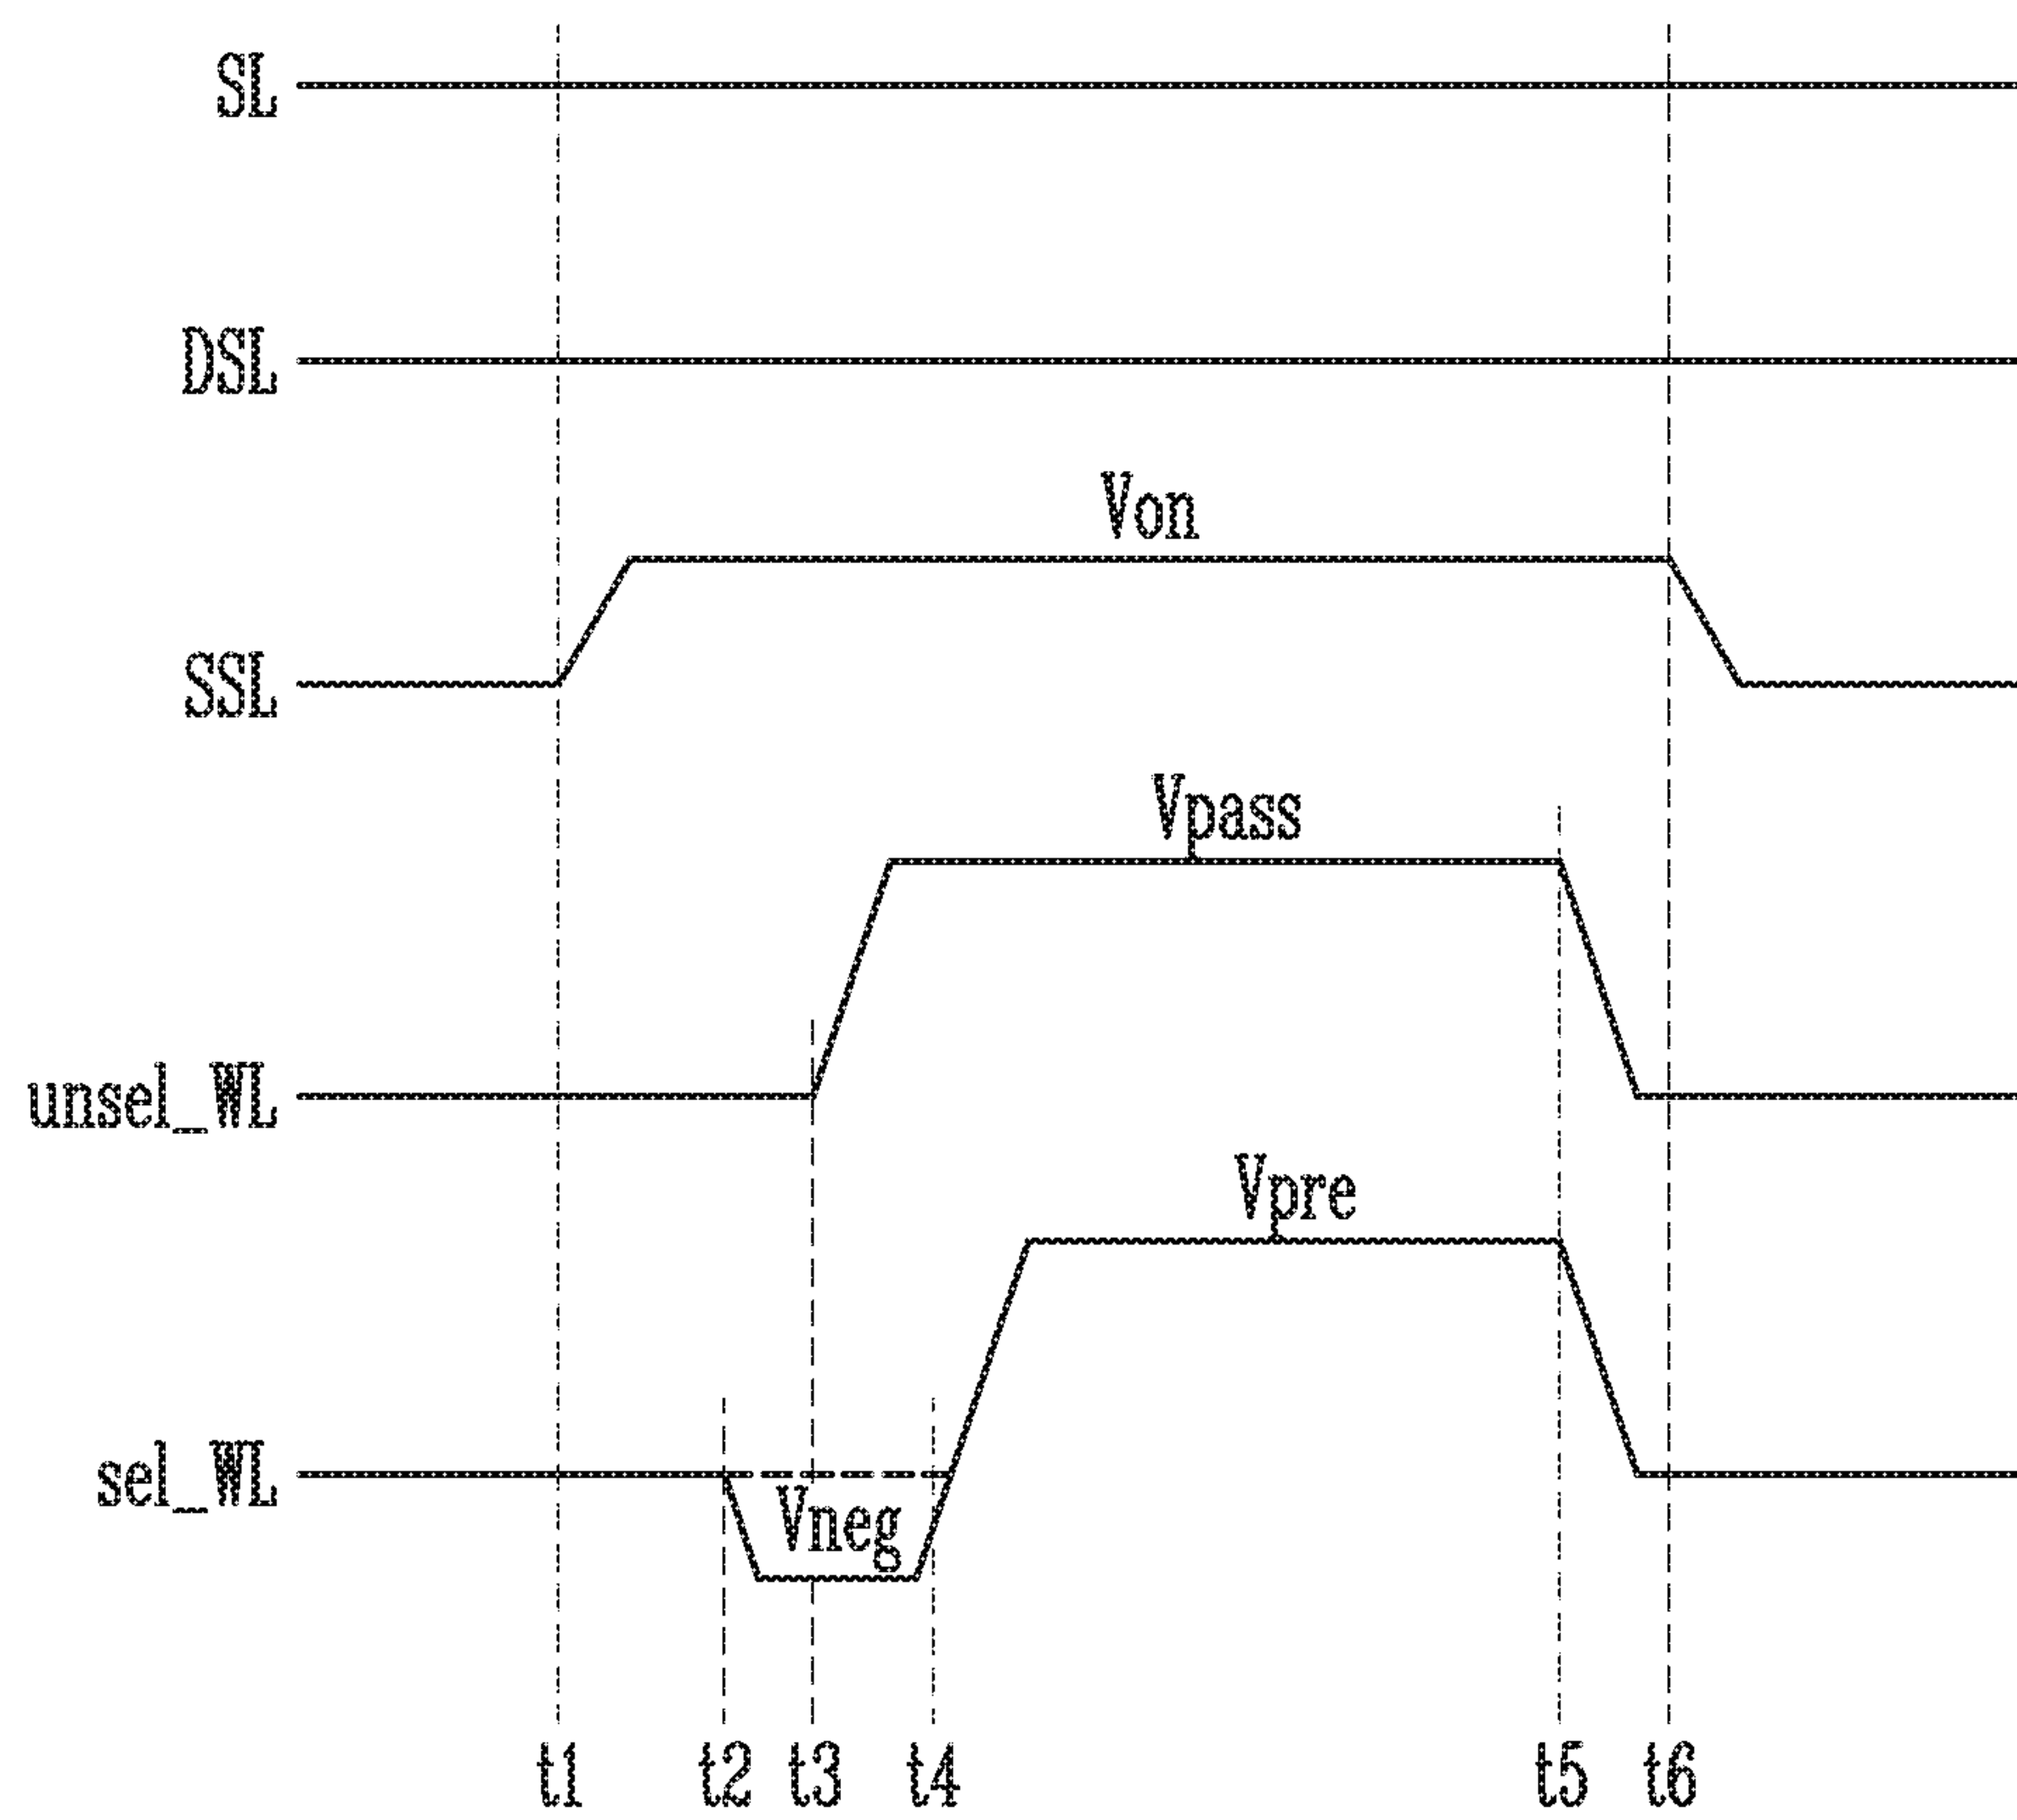 SL
DSL
Von
SSL
Vpass
unsel_WL
Vpre
sel_WL
Vneg
t1 t2 t3 t4 t5 t6